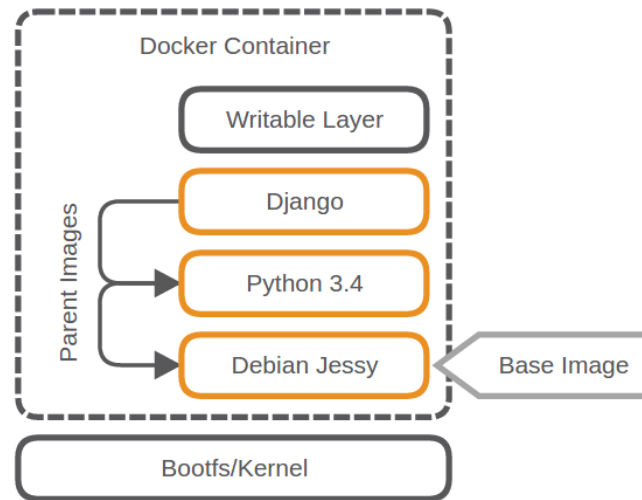 Docker Container
Writable Layer
Django
Parent Images
Python 3.4
Debian Jessy
Base Image
Bootfs/Kernel